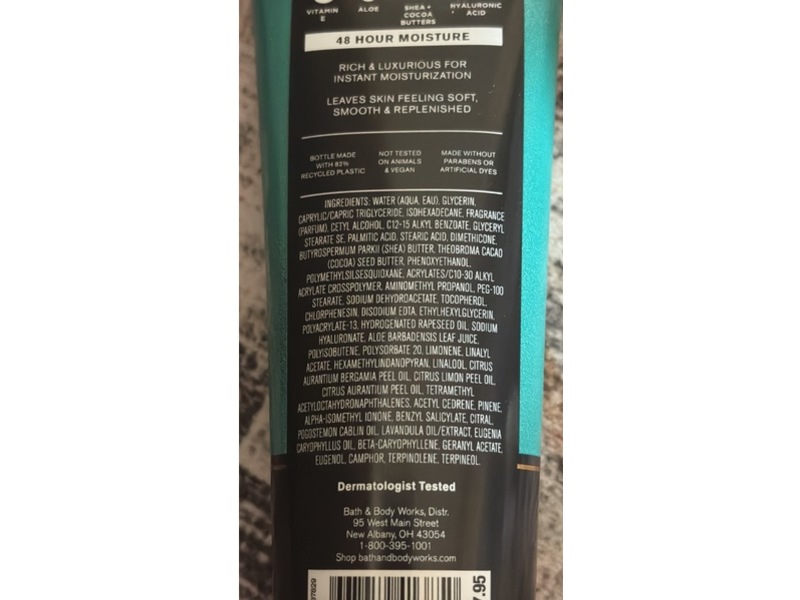 VITAMIN E
ALOE
SHEA + COCOA BUTTERS
HYALURONIC ACID
48 HOUR MOISTURE
RICH & LUXURIOUS FOR
INSTANT MOISTURIZATION
LEAVES SKIN FEELING SOFT,
SMOOTH & REPLENISHED
BOTTLE MADE
WITH 82%
RECYCLED PLASTIC
NOT TESTED
ON ANIMALS
& VEGAN
MADE WITHOUT
PARABENS OR
ARTIFICIAL DYES
INGREDIENTS: WATER (AQUA, EAU), GLYCERIN,
CAPRYLIC/CAPRIC TRIGLYCERIDE, ISOHEXADECANE, FRAGRANCE
(PARFUM), CETYL ALCOHOL, C12-15 ALKYL BENZOATE, GLYCERYL
STEARATE SE, PALMITIC ACID, STEARIC ACID, DIMETHICONE,
BUTYROSPERMUM PARKII (SHEA) BUTTER, THEOBROMA CACAO
(COCOA) SEED BUTTER, PHENOXYETHANOL,
POLYMETHYLSILSESQUIOXANE, ACRYLATES/C10-30 ALKYL
ACRYLATE CROSSPOLYMER, AMINOMETHYL PROPANOL, PEG-100
STEARATE, SODIUM DEHYDROACETATE, TOCOPHEROL,
CHLORPHENESIN, DISODIUM EDTA, ETHYLHEXYLGLYCERIN,
POLYACRYLATE-13, HYDROGENATED RAPESEED OIL, SODIUM
HYALURONATE, ALOE BARBADENSIS LEAF JUICE,
POLYISOBUTENE, POLYSORBATE 20, LIMONENE, LINALYL
ACETATE, HEXAMETHYLINDANOPYRAN, LINALOOL, CITRUS
AURANTIUM BERGAMIA PEEL OIL, CITRUS LIMON PEEL OIL,
CITRUS AURANTIUM PEEL OIL, TETRAMETHYL
ACETYLOCTAHYDRONAPHTHALENES, ACETYL CEDRENE, PINENE,
ALPHA-ISOMETHYL IONONE, BENZYL SALICYLATE, CITRAL,
POGOSTEMON CABLIN OIL, LAVANDULA OIL/EXTRACT, EUGENIA
CARYOPHYLLUS OIL, BETA-CARYOPHYLLENE, GERANYL ACETATE,
EUGENOL, CAMPHOR, TERPINOLENE, TERPINEOL.
Dermatologist Tested
Bath & Body Works, Distr.
95 West Main Street
New Albany, OH 43054
1-800-395-1001
Shop bathandbodyworks.com
7.95